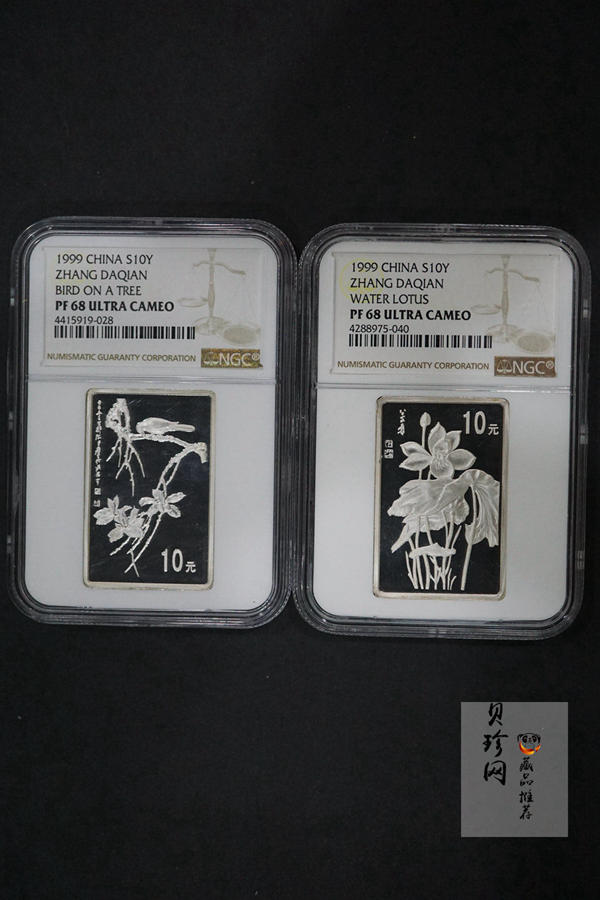 1999 CHINA S10Y
ZHANG DAQIAN
BIRD ON A TREE
PF 68 ULTRA CAMEO
4415919-028
NUMISMATIC GUARANTY CORPORATION NGC®
10元
1999 CHINA S10Y
ZHANG DAQIAN
WATER LOTUS
PF 68 ULTRA CAMEO
4288975-040
NUMISMATIC GUARANTY CORPORATION NGC®
10元
贝珍网
藏品推荐